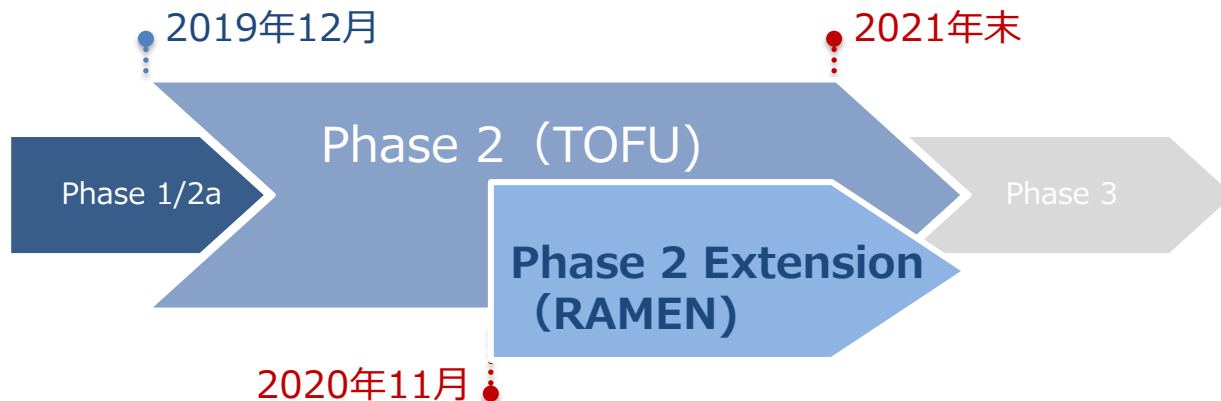 2019年12月
2021年末
Phase 2（TOFU)
Phase 1/2a
Phase 3
Phase 2 Extension
（RAMEN)
2020年11月